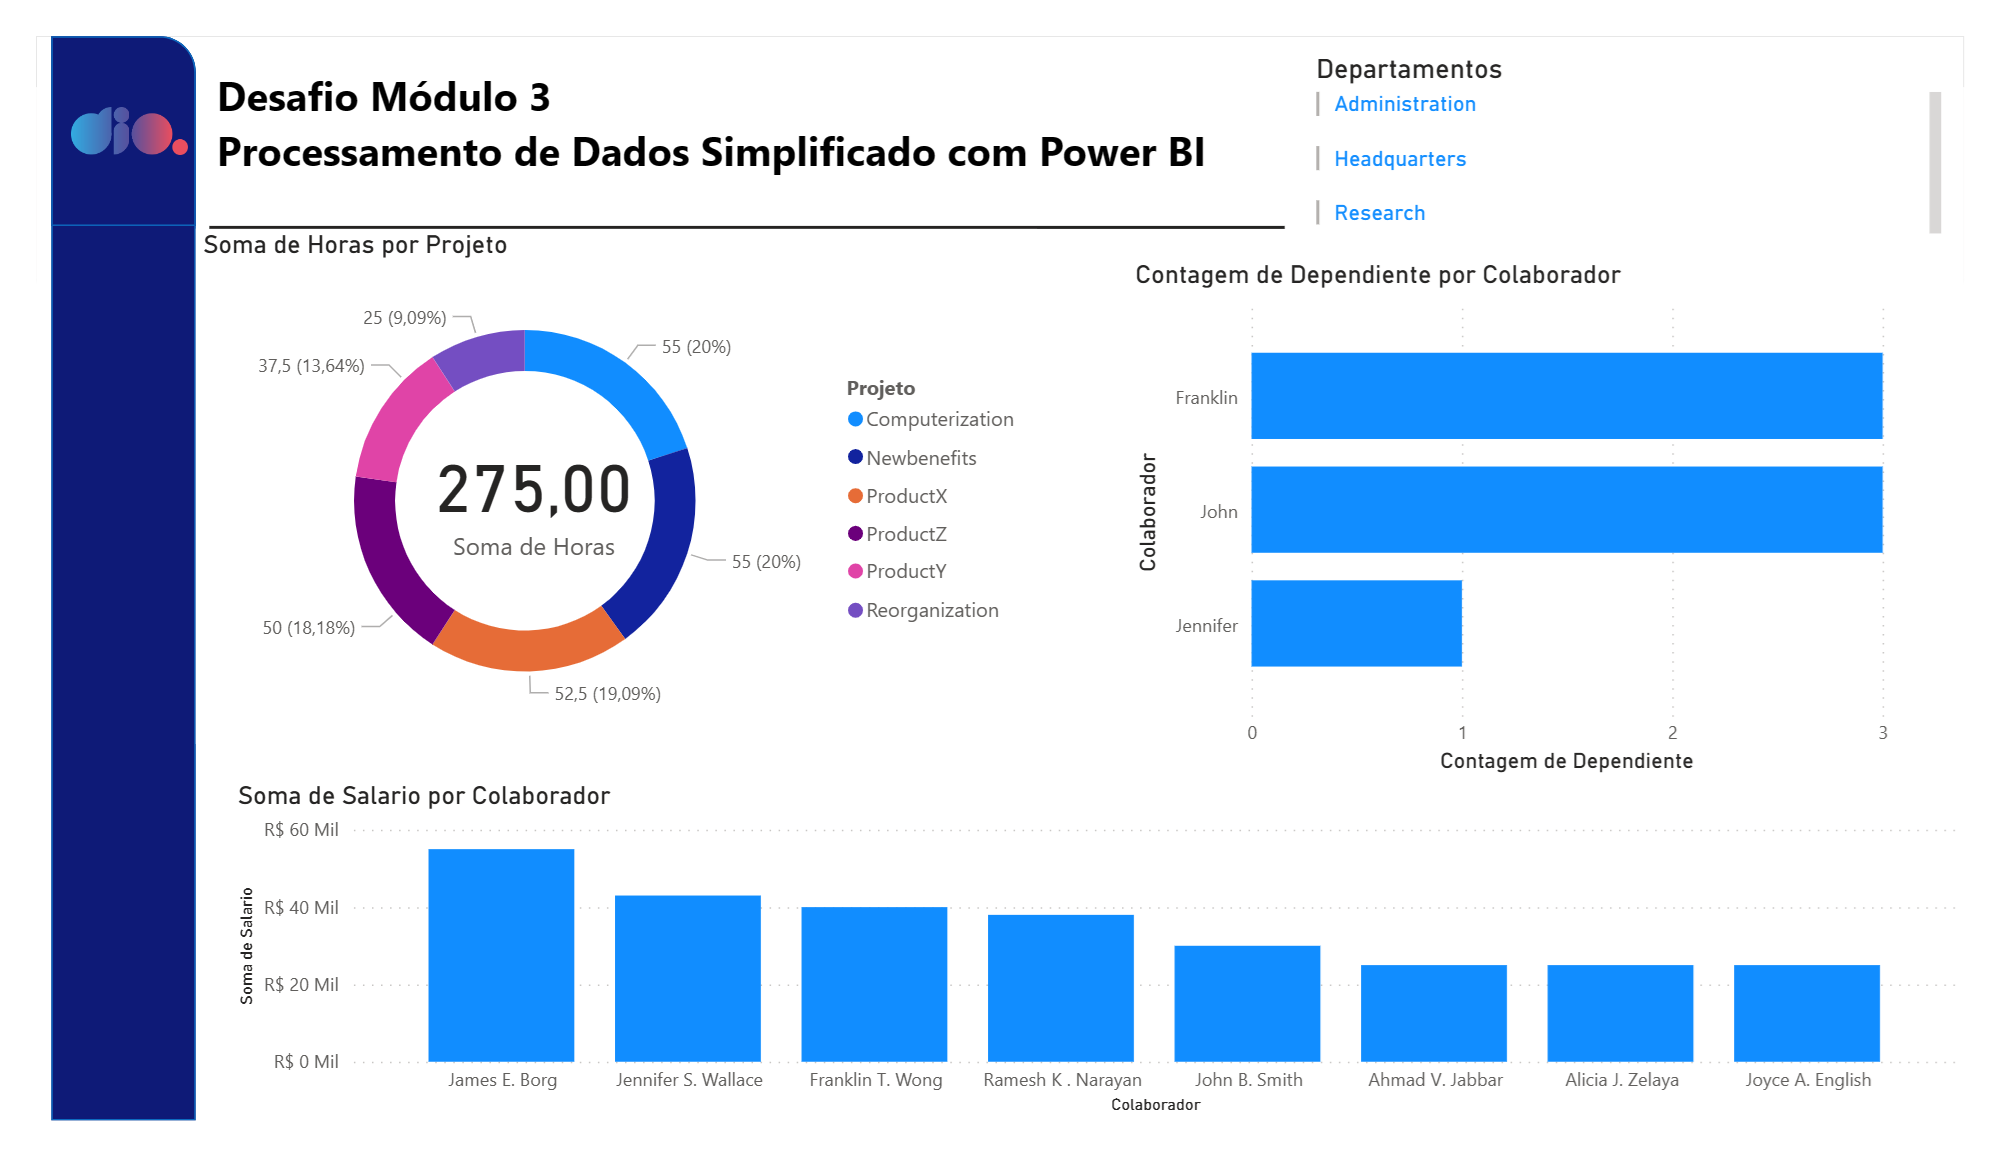 dio.
Desafio Módulo 3
Processamento de Dados Simplificado com Power BI
Departamentos
Administration
Headquarters
Research
Soma de Horas por Projeto
25 (9,09%)
55 (20%)
37,5 (13,64%)
275,00
Soma de Horas
55 (20%)
50 (18,18%)
52,5 (19,09%)
Projeto
Computerization
Newbenefits
ProductX
ProductZ
ProductY
Reorganization
Contagem de Dependiente por Colaborador
Colaborador
Franklin
John
Jennifer
0 1 2 3
Contagem de Dependiente
Soma de Salario por Colaborador
Soma de Salario
R$ 60 Mil
R$ 40 Mil
R$ 20 Mil
R$ 0 Mil
James E. Borg Jennifer S. Wallace Franklin T. Wong Ramesh K . Narayan John B. Smith Ahmad V. Jabbar Alicia J. Zelaya Joyce A. English
Colaborador